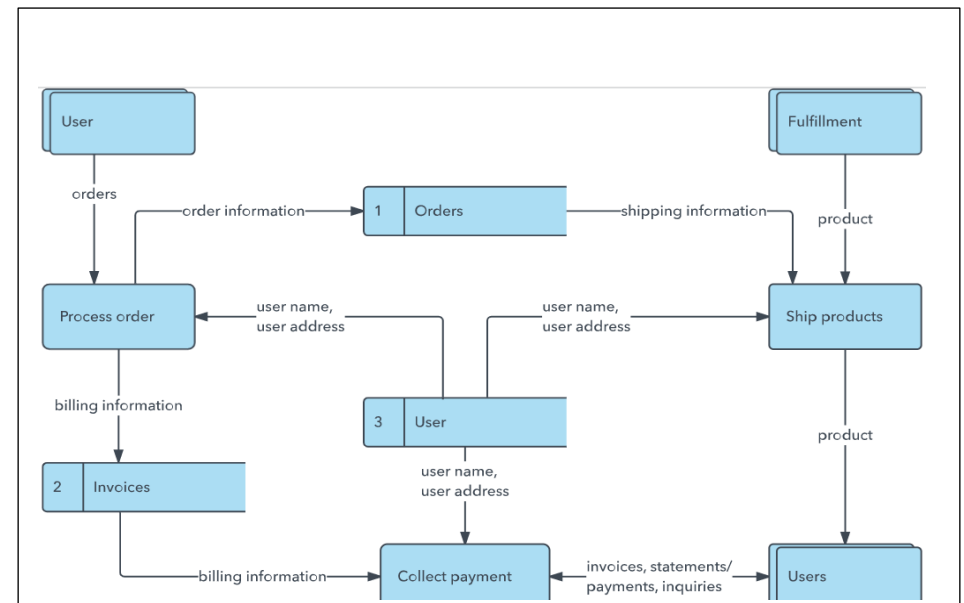 User
Fulfillment
orders
order information
1 Orders
shipping information
product
Process order
user name,
user address
user name,
user address
Ship products
billing information
3 User
product
2 Invoices
user name,
user address
billing information
Collect payment
invoices, statements/
payments, inquiries
Users